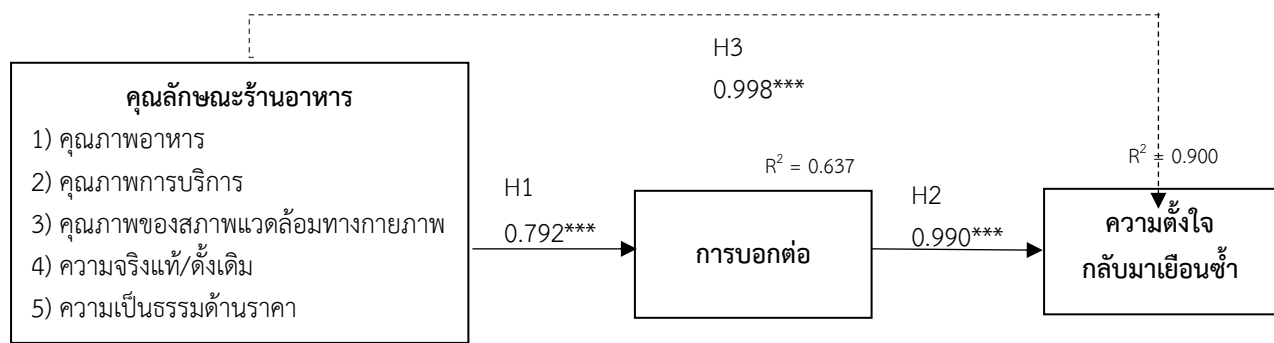 H3
0.998***
คุณลักษณะร้านอาหาร
1) คุณภาพอาหาร
2) คุณภาพการบริการ
3) คุณภาพของสภาพแวดล้อมทางกายภาพ
4) ความจริงแท้/ดั้งเดิม
5) ความเป็นธรรมด้านราคา
H1
0.792***
R² = 0.637
การบอกต่อ
H2
0.990***
R² = 0.900
ความตั้งใจ
กลับมาเยือนซ้ำ